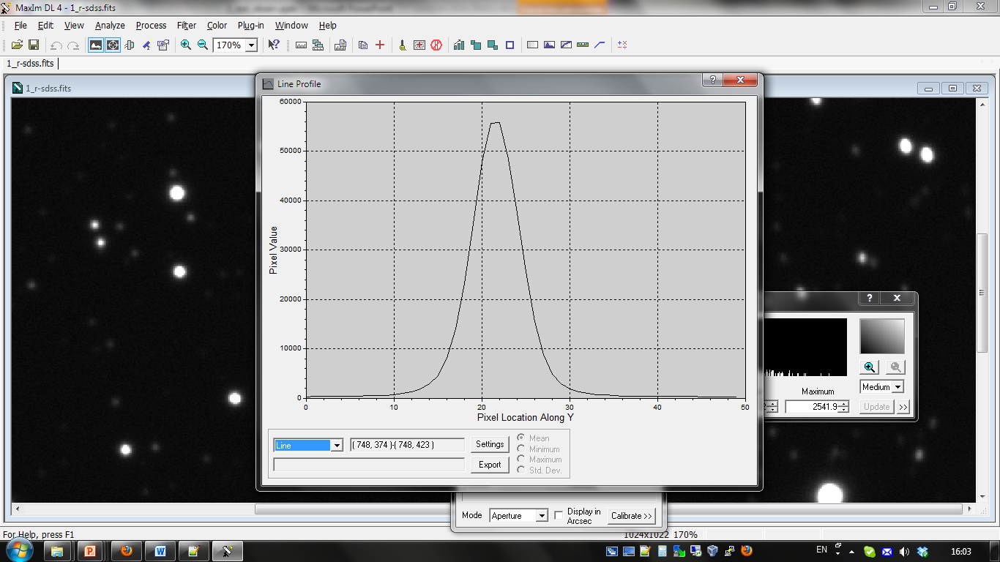 MaxIm DL 4 - 1_r-sdss.fits
File Edit View Analyze Process Filter Color Plug-in Window Help
170%
1_r-sdss.fits
1_r-sdss.fits
Line Profile
60000
50000
40000
30000
20000
10000
0
Pixel Value
0 10 20 30 40 50
Pixel Location Along Y
Line
( 748, 374 )-( 748, 423 )
Settings
Export
Mean
Minimum
Maximum
Std. Dev.
?
Medium
Maximum
2541.9
Update >>
Mode Aperture
Display in Arcsec
Calibrate >>
For Help, press F1
1024x1022 170%
EN
16:03